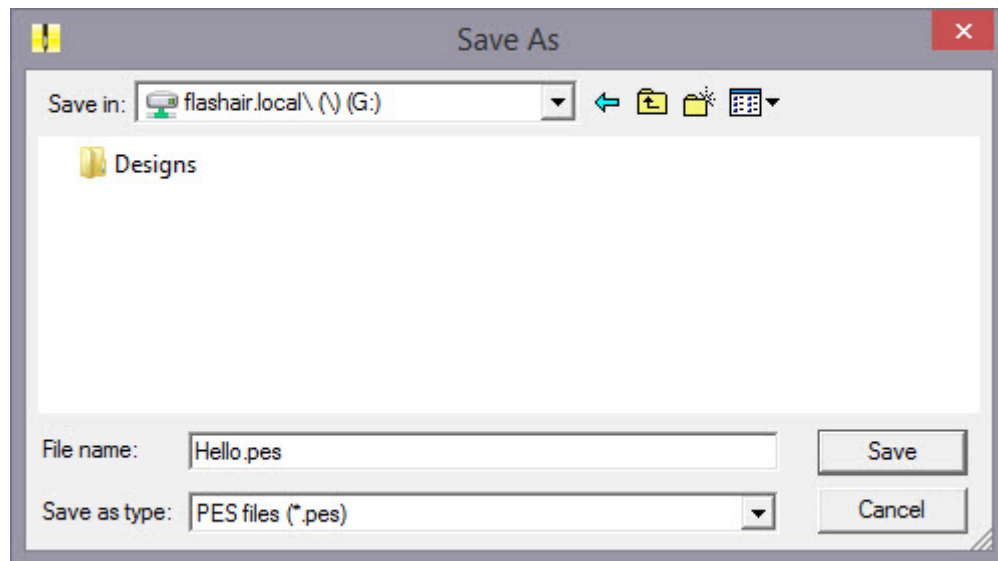 Save As
Save in: flashair.local\ (\) (G:)
Designs
File name: Hello.pes
Save
Save as type: PES files (*.pes)
Cancel